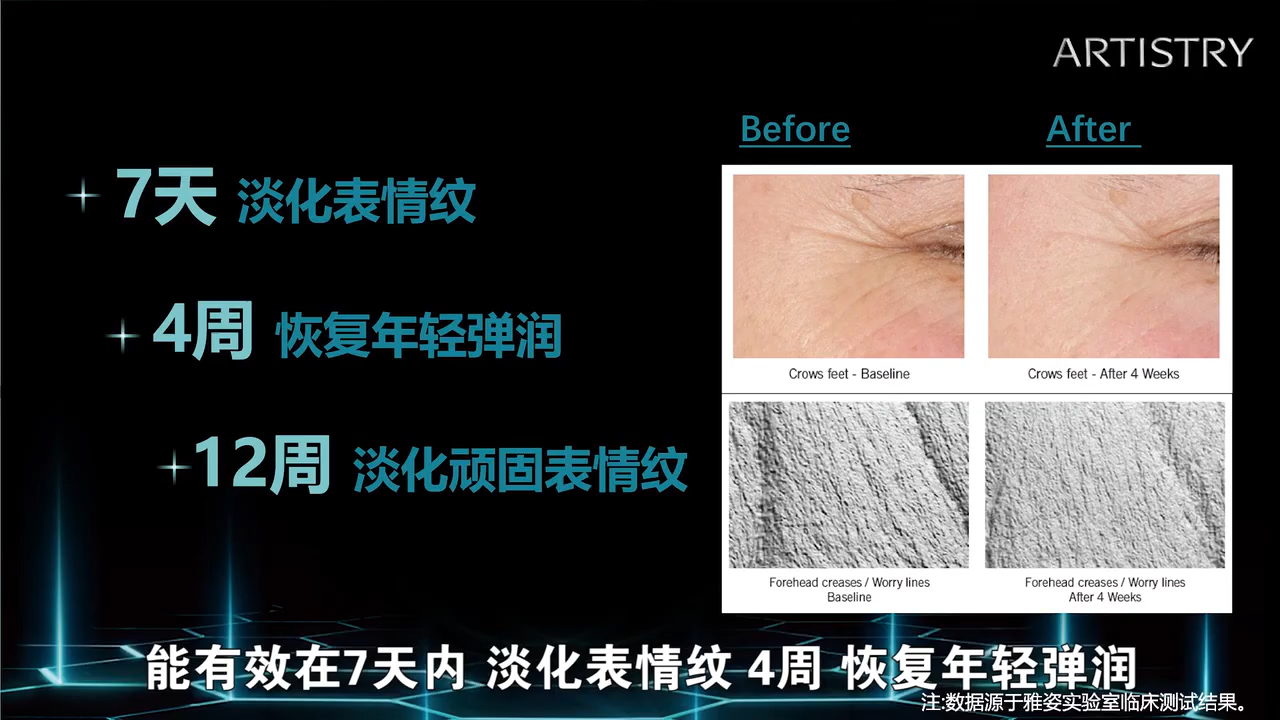 ARTISTRY
Before
After
7天 淡化表情纹
4周 恢复年轻弹润
12周 淡化顽固表情纹
Crows feet - Baseline
Crows feet - After 4 Weeks
Forehead creases / Worry lines
Baseline
Forehead creases / Worry lines
After 4 Weeks
能有效在7天内 淡化表情纹 4周 恢复年轻弹润
注:数据源于雅姿实验室临床测试结果。